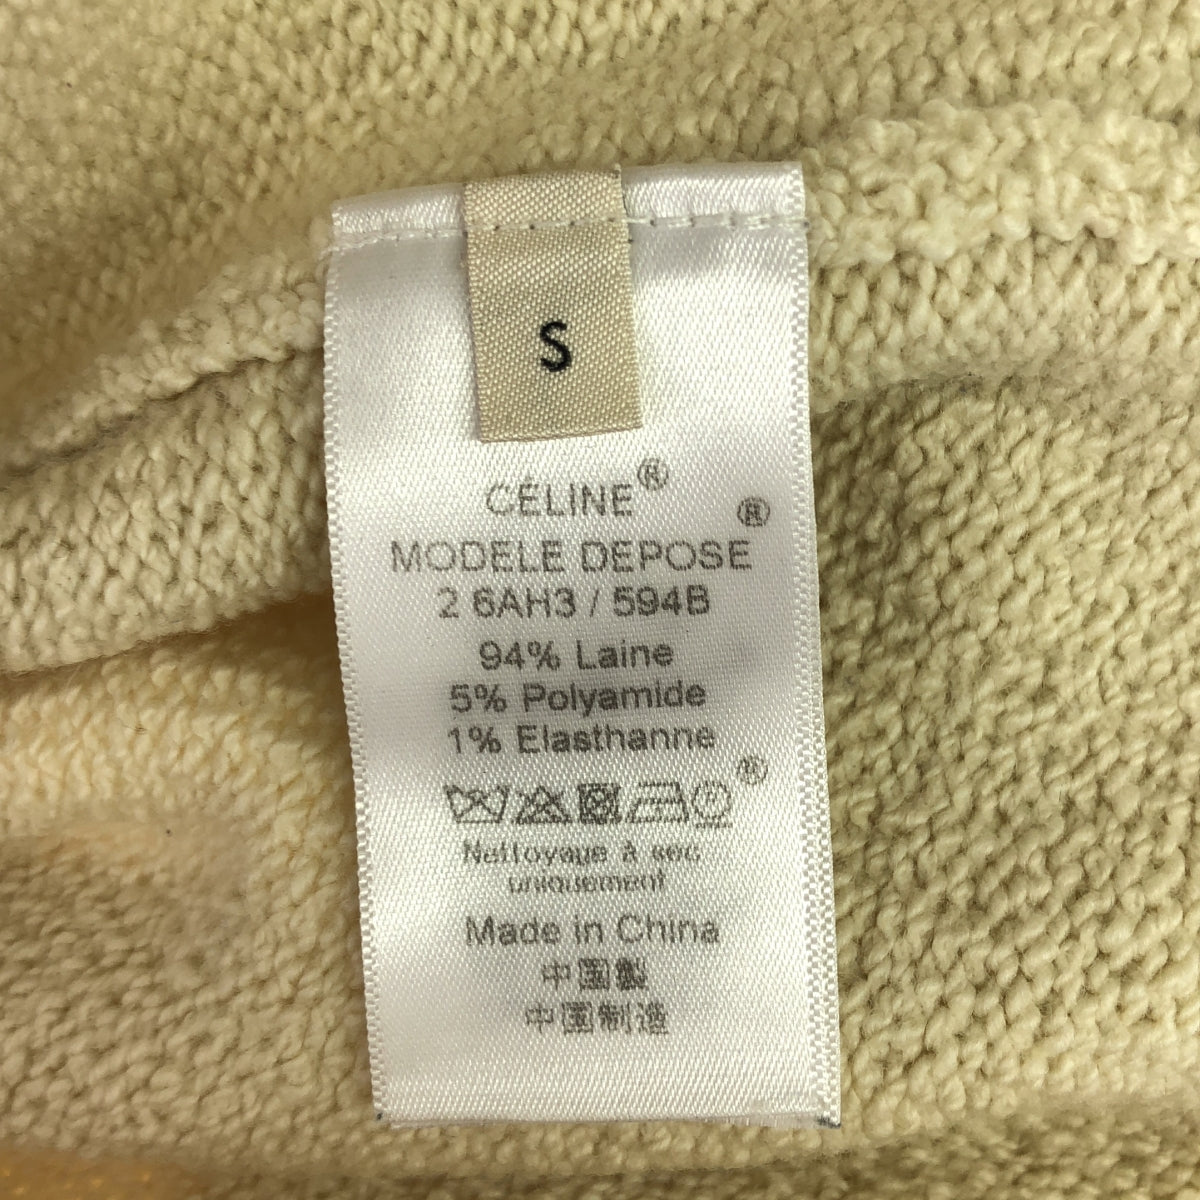 S
CÉLINE®
MODELE DEPOSE®
2 6AH3 / 594B
94% Laine
5% Polyamide
1% Elasthanne
®
Nettoyage à sec
uniquement
Made in China
中国製
中国制造